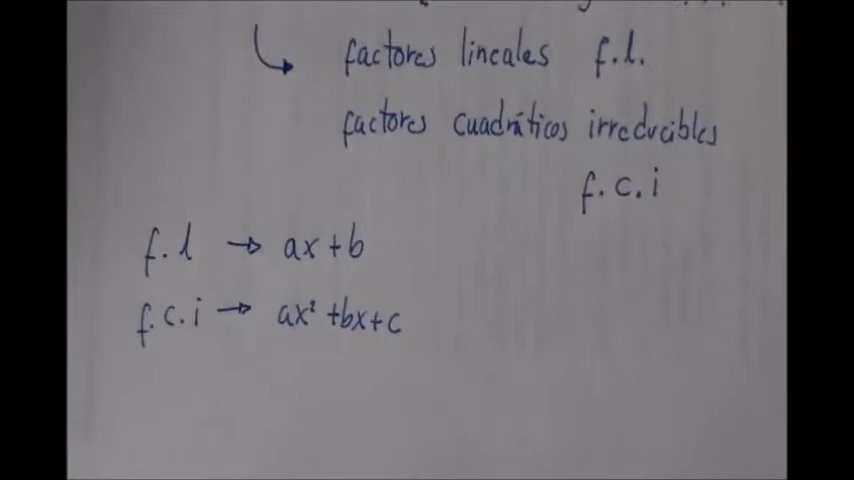 factores lineales f.l.
factores cuadráticos irreducibles
f.c.i
f.l → ax+b
f.c.i → ax²+bx+c